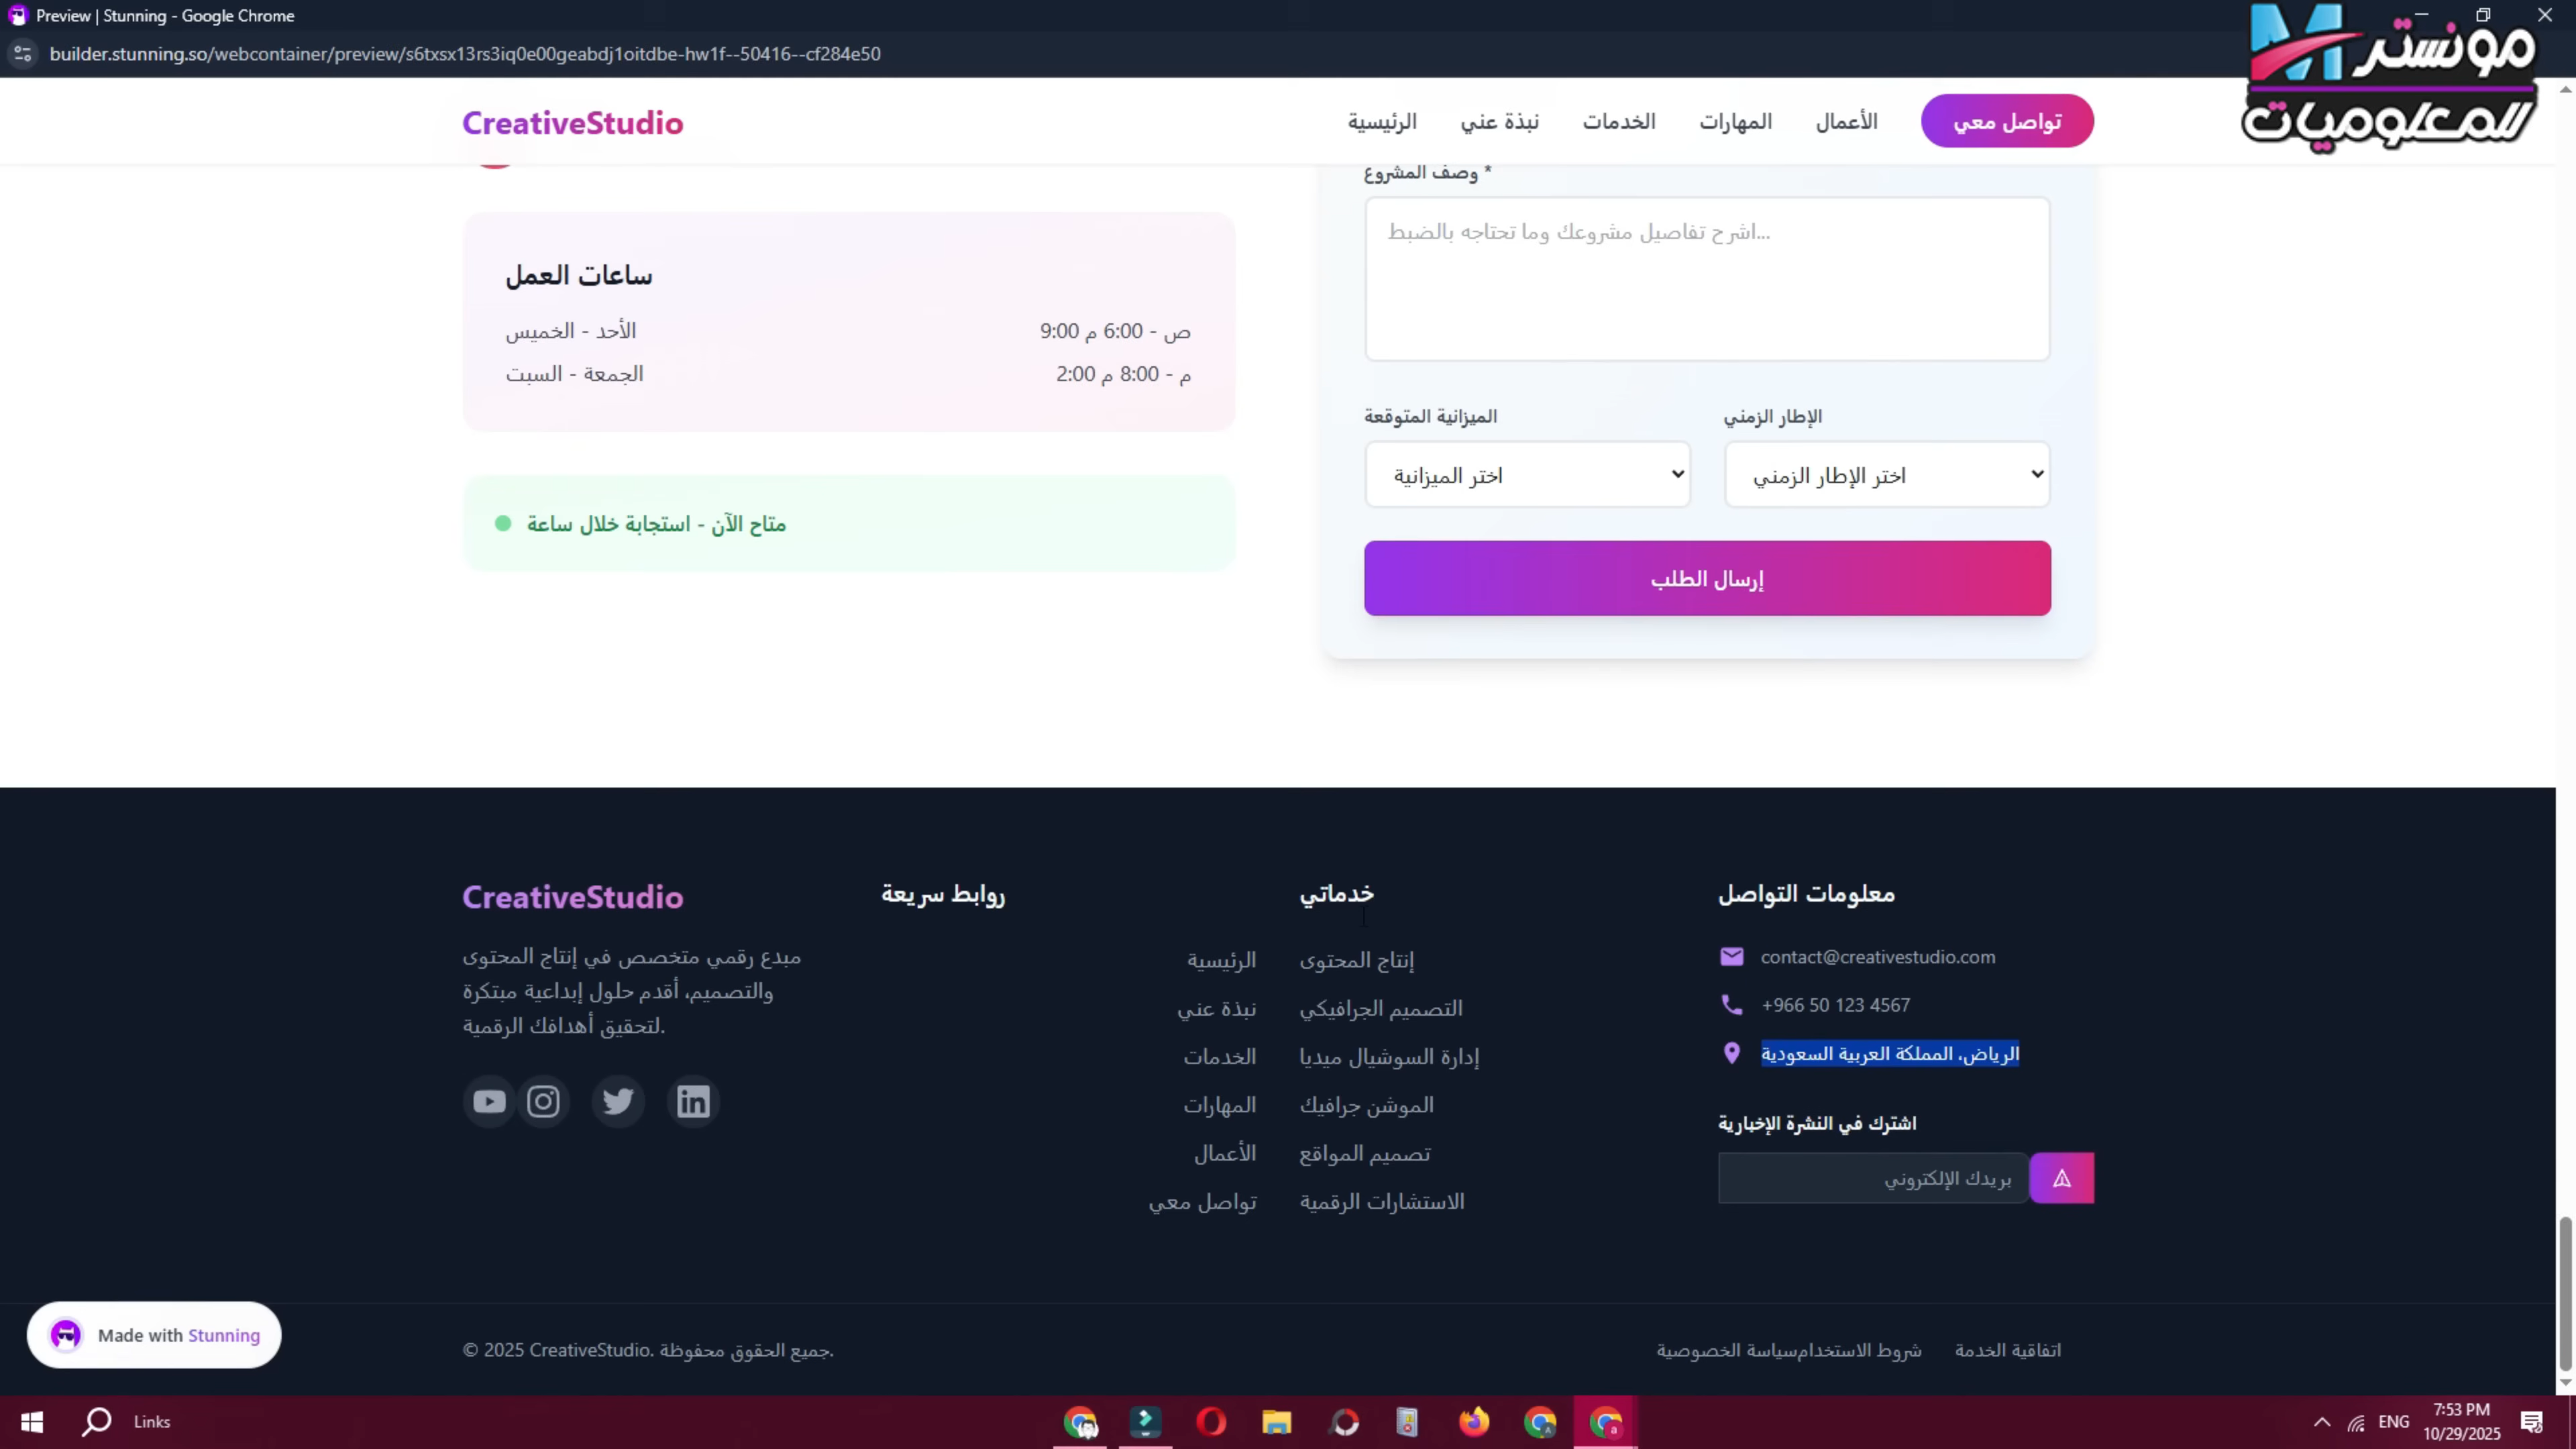 Preview | Stunning - Google Chrome
builder.stunning.so/webcontainer/preview/s6txsx13rs3iq0e00geabdj1oitdbe-hw1f--50416--cf284e50
مونستر
للمعلوميات
CreativeStudio
الرئيسية
نبذة عني
الخدمات
المهارات
الأعمال
تواصل معي
وصف المشروع *
اشرح تفاصيل مشروعك وما تحتاجه بالضبط...
ساعات العمل
الأحد - الخميس
9:00 ص - 6:00 م
الجمعة - السبت
2:00 م - 8:00 م
الميزانية المتوقعة
الإطار الزمني
اختر الميزانية
اختر الإطار الزمني
متاح الآن - استجابة خلال ساعة
إرسال الطلب
CreativeStudio
مبدع رقمي متخصص في إنتاج المحتوى
والتصميم، أقدم حلول إبداعية مبتكرة
لتحقيق أهدافك الرقمية.
روابط سريعة
الرئيسية
نبذة عني
الخدمات
المهارات
الأعمال
تواصل معي
خدماتي
إنتاج المحتوى
التصميم الجرافيكي
إدارة السوشيال ميديا
الموشن جرافيك
تصميم المواقع
الاستشارات الرقمية
معلومات التواصل
contact@creativestudio.com
+966 50 123 4567
الرياض، المملكة العربية السعودية
اشترك في النشرة الإخبارية
بريدك الإلكتروني
Made with Stunning
© 2025 CreativeStudio. جميع الحقوق محفوظة.
سياسة الخصوصية
شروط الاستخدام
اتفاقية الخدمة
Links
ENG
7:53 PM
10/29/2025